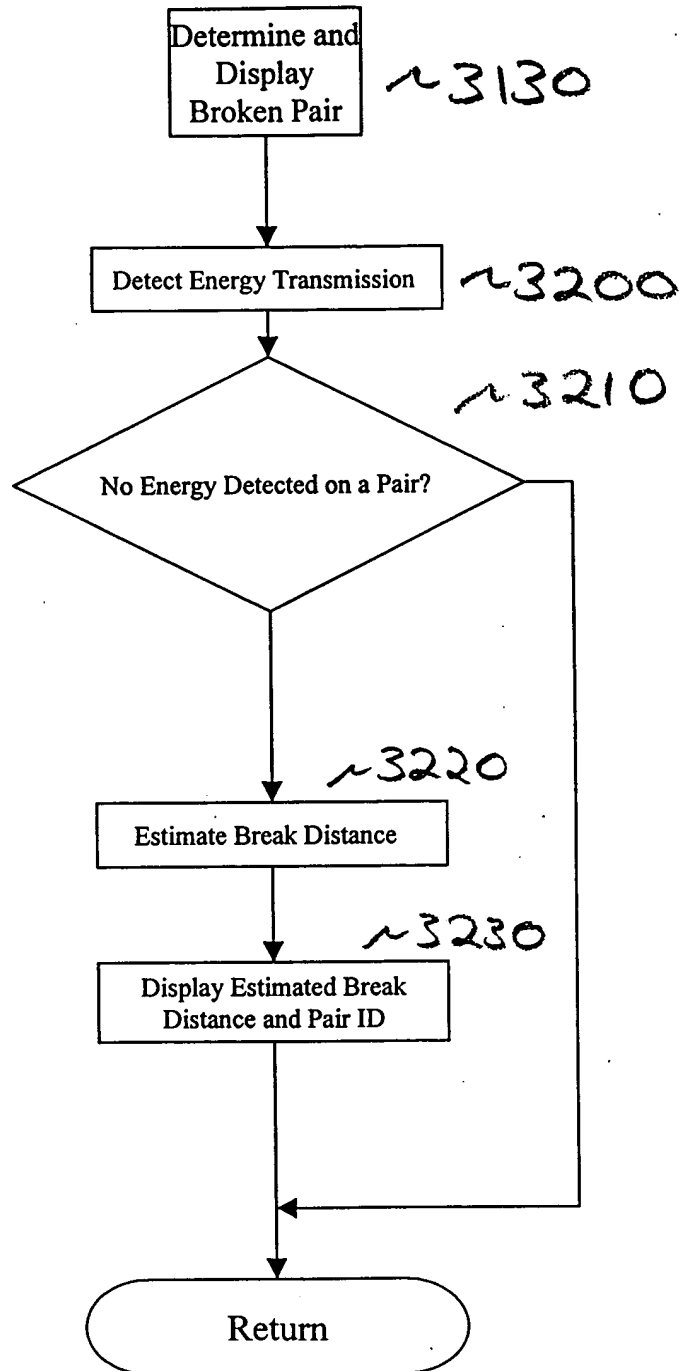 Determine and
Display
Broken Pair
~3130
Detect Energy Transmission
~3200
~3210
No Energy Detected on a Pair?
~3220
Estimate Break Distance
~3230
Display Estimated Break
Distance and Pair ID
Return